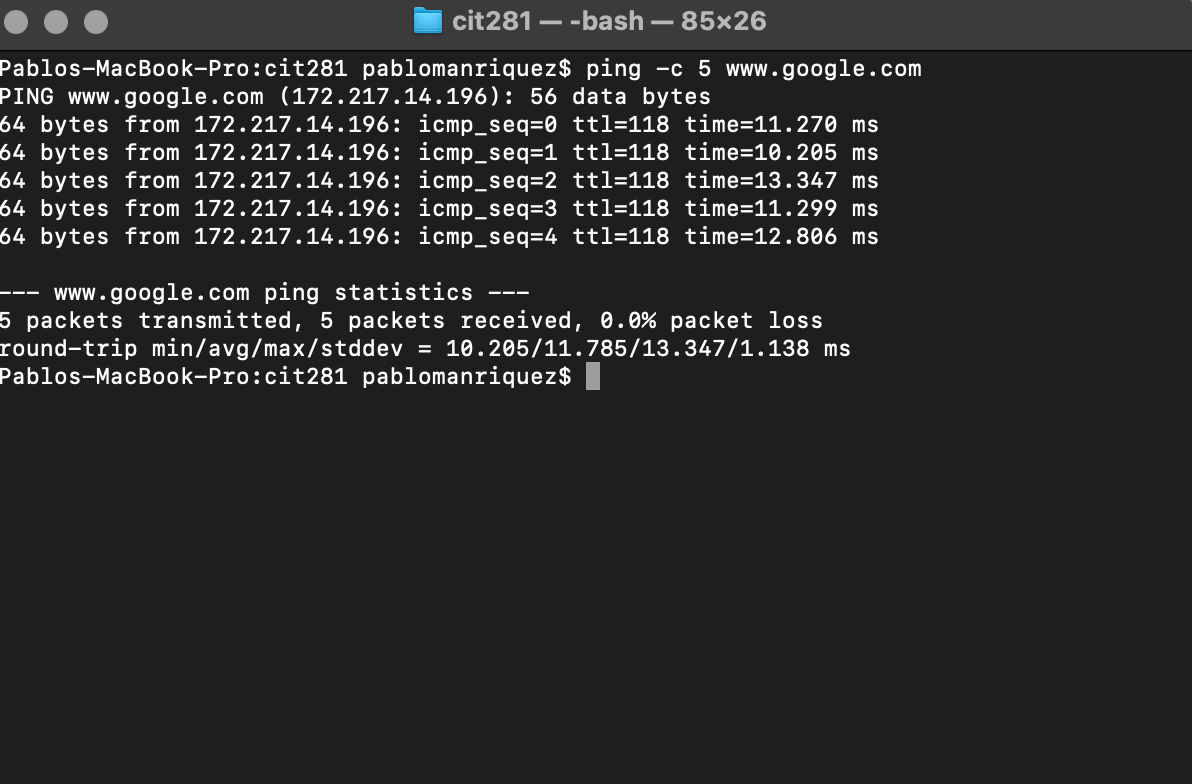 cit281 — -bash — 85×26
Pablos-MacBook-Pro:cit281 pablomanriquez$ ping -c 5 www.google.com
PING www.google.com (172.217.14.196): 56 data bytes
64 bytes from 172.217.14.196: icmp_seq=0 ttl=118 time=11.270 ms
64 bytes from 172.217.14.196: icmp_seq=1 ttl=118 time=10.205 ms
64 bytes from 172.217.14.196: icmp_seq=2 ttl=118 time=13.347 ms
64 bytes from 172.217.14.196: icmp_seq=3 ttl=118 time=11.299 ms
64 bytes from 172.217.14.196: icmp_seq=4 ttl=118 time=12.806 ms
--- www.google.com ping statistics ---
5 packets transmitted, 5 packets received, 0.0% packet loss
round-trip min/avg/max/stddev = 10.205/11.785/13.347/1.138 ms
Pablos-MacBook-Pro:cit281 pablomanriquez$